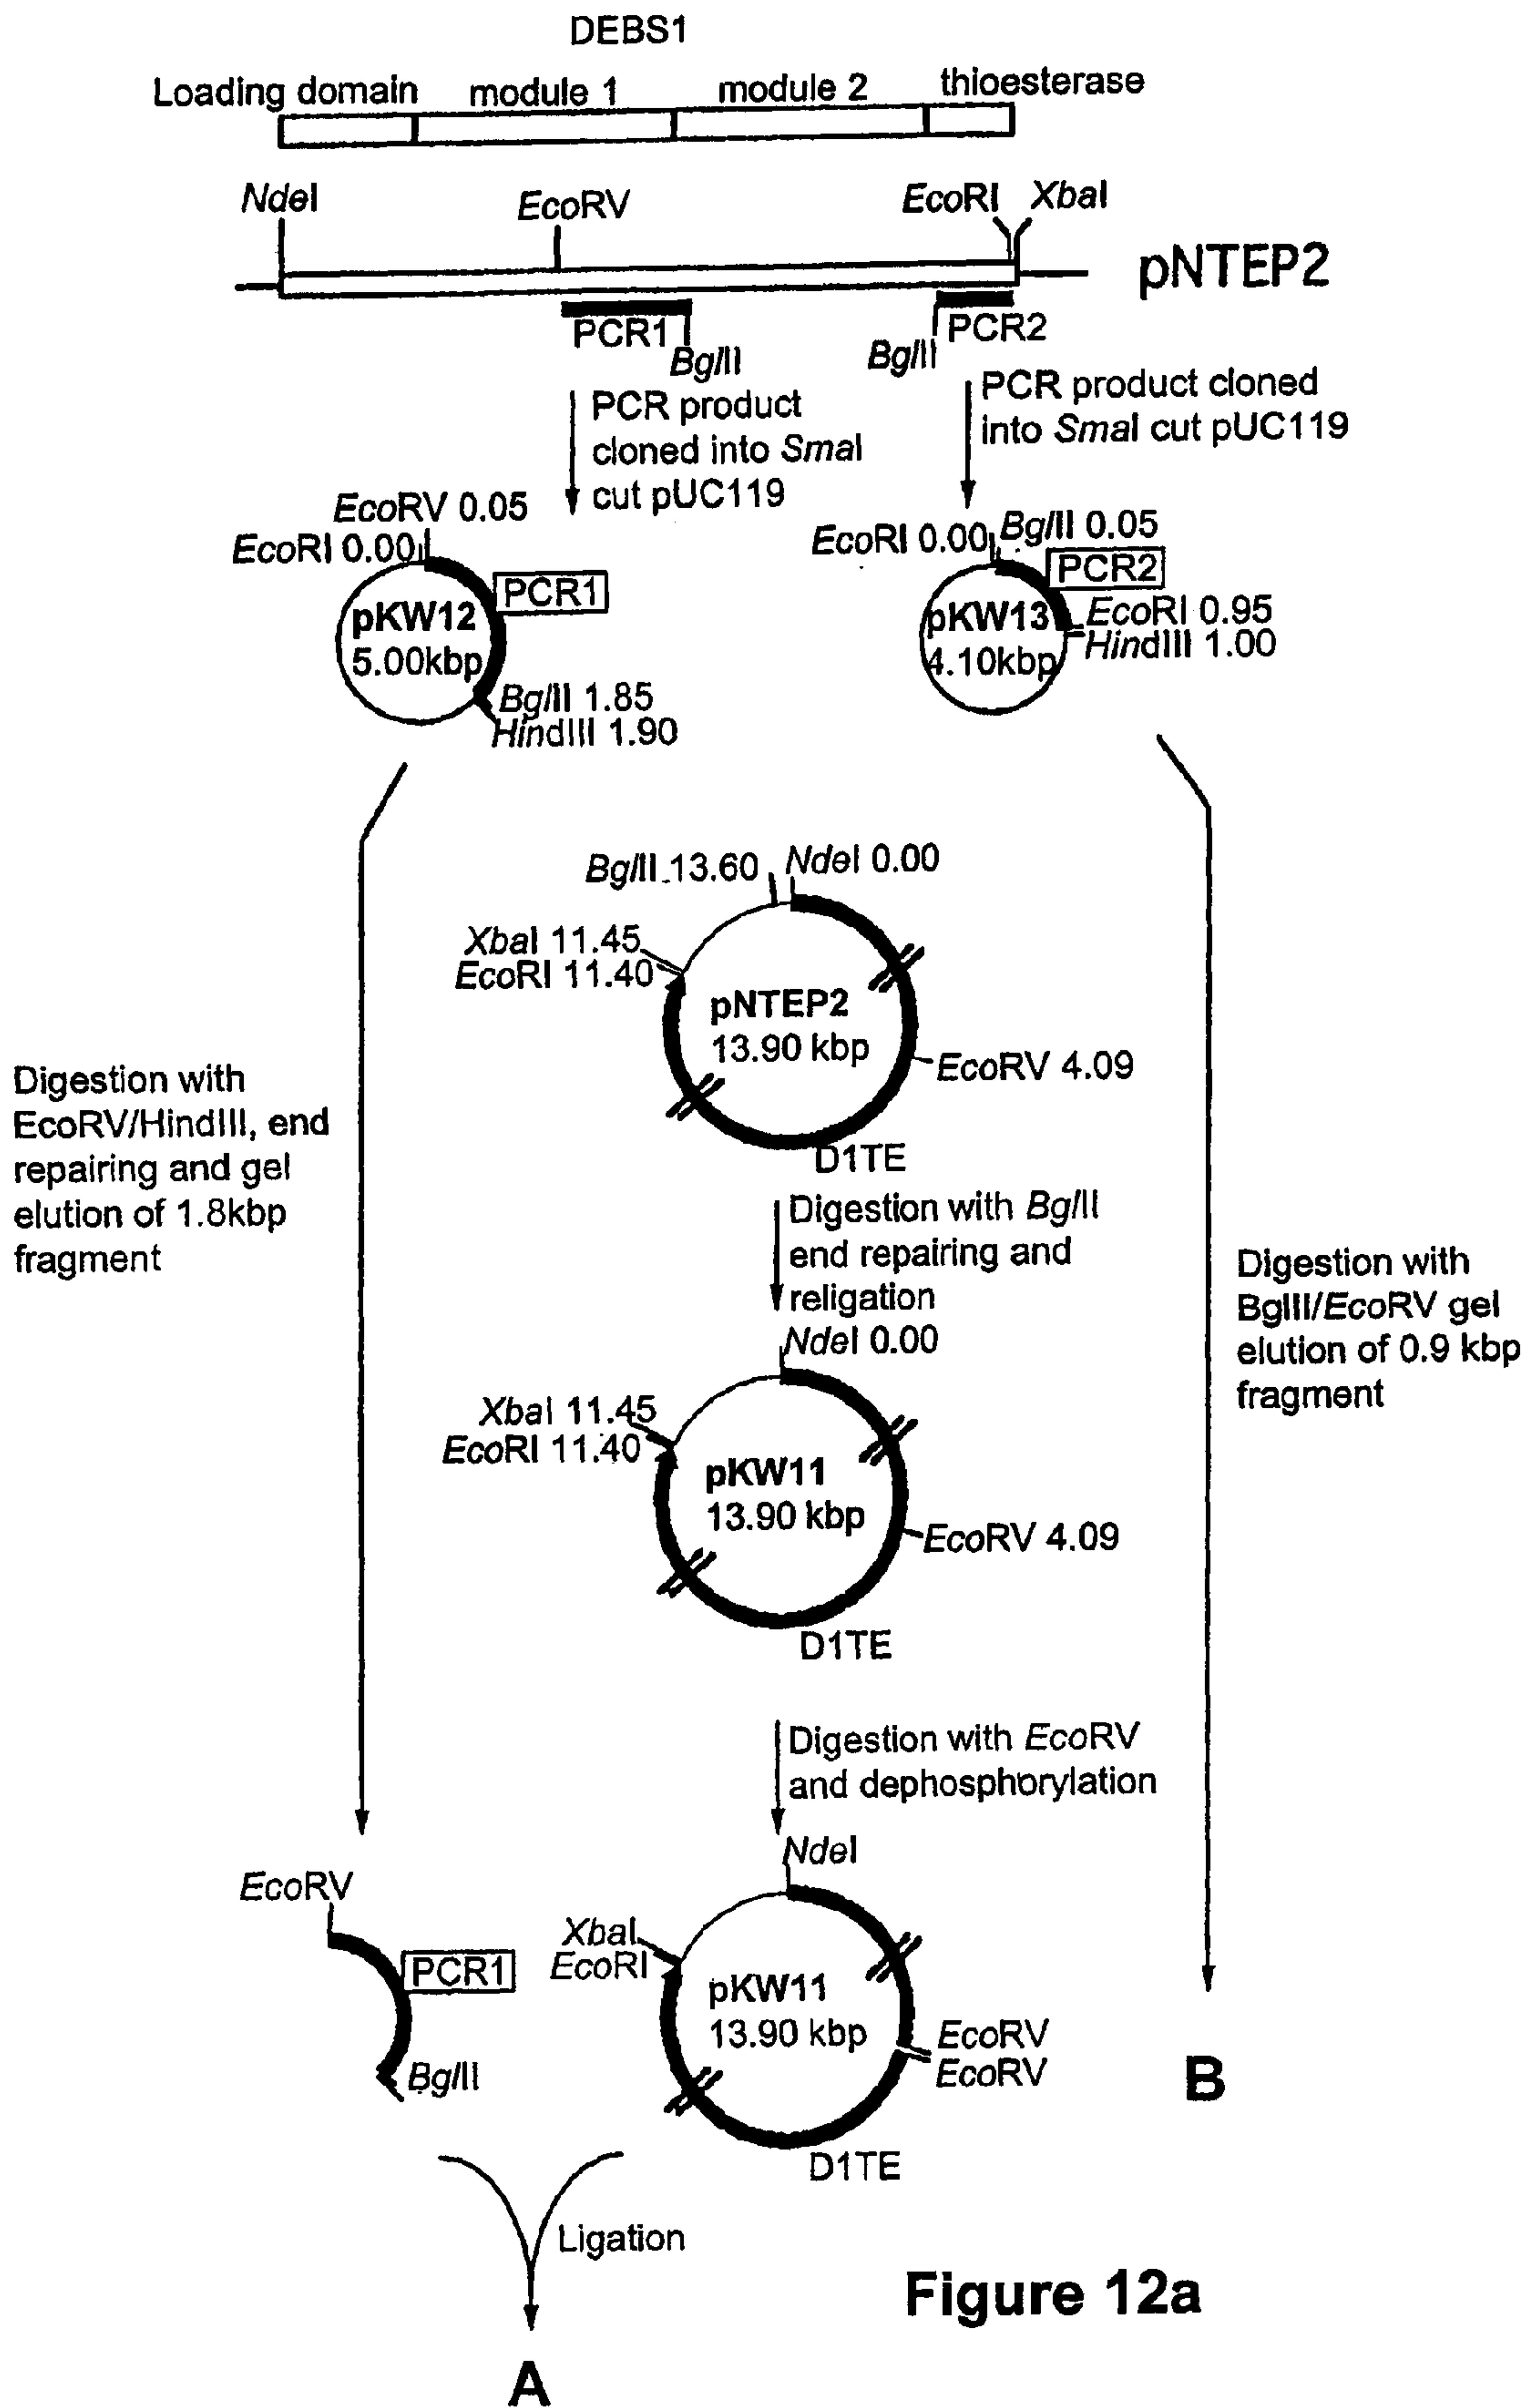 DEBS1
Loading domain module 1 module 2 thioesterase
NdeI EcoRV EcoRI XbaI
pNTEP2
PCR1 PCR2
BglII BglII
PCR product
cloned into SmaI
cut pUC119
PCR product cloned
into SmaI cut pUC119
EcoRV 0.05
EcoRI 0.00
PCR1
pKW12
5.00kbp
BglII 1.85
HindIII 1.90
EcoRI 0.00 BglII 0.05
PCR2
pKW13
4.10kbp
EcoRI 0.95
HindIII 1.00
BglII 13.60 NdeI 0.00
XbaI 11.45
EcoRI 11.40
pNTEP2
13.90 kbp
EcoRV 4.09
D1TE
Digestion with
EcoRV/HindIII, end
repairing and gel
elution of 1.8kbp
fragment
Digestion with BglII
end repairing and
religation
Digestion with
BglII/EcoRV gel
elution of 0.9 kbp
fragment
NdeI 0.00
XbaI 11.45
EcoRI 11.40
pKW11
13.90 kbp
EcoRV 4.09
D1TE
Digestion with EcoRV
and dephosphorylation
EcoRV
PCR1
BglII
NdeI
XbaI
EcoRI
pKW11
13.90 kbp
EcoRV
EcoRV
D1TE
B
Ligation
Figure 12a
A